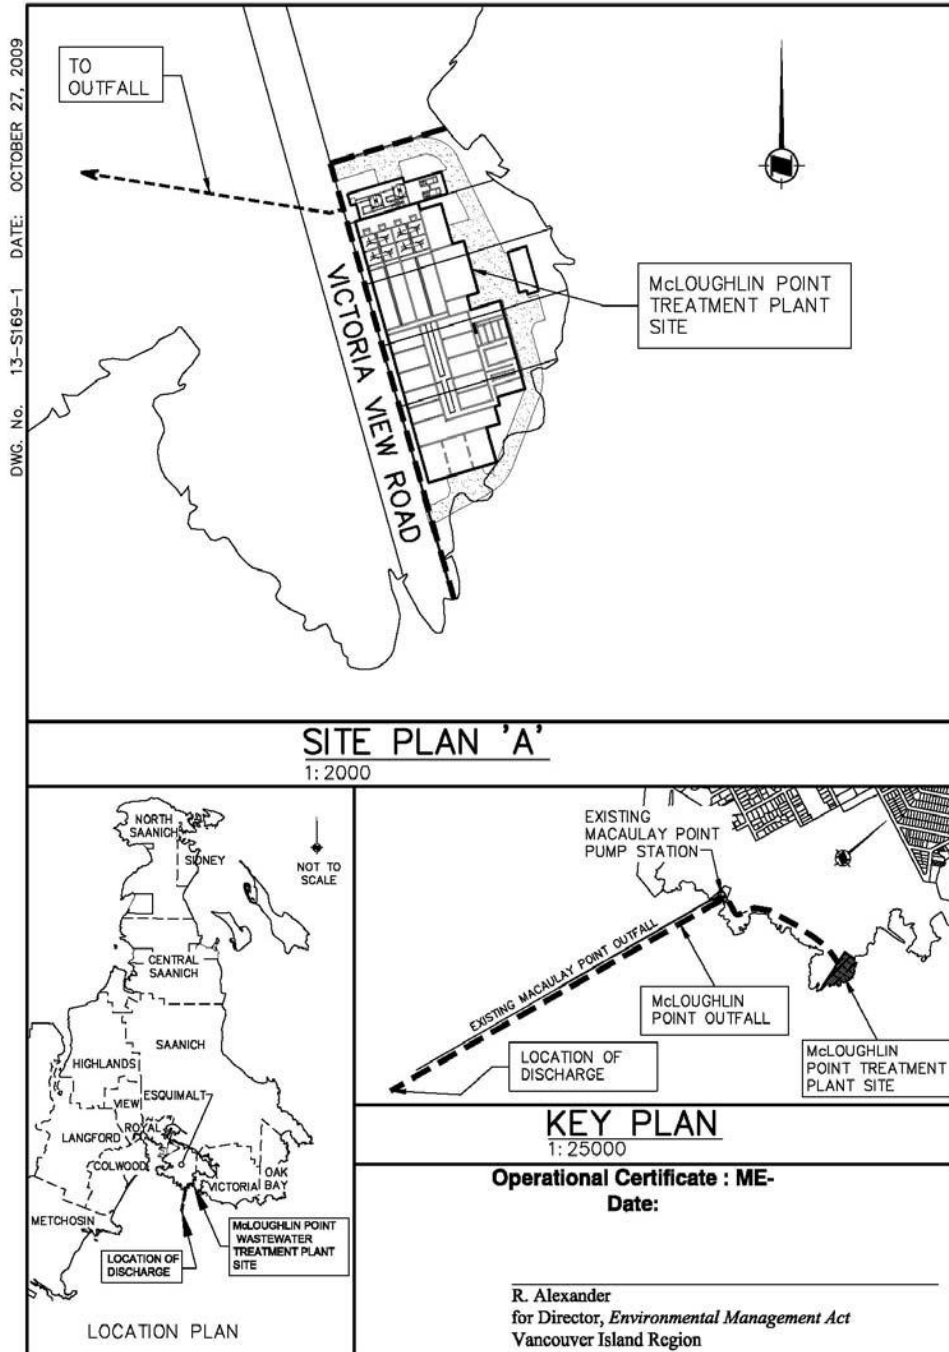 DWG. No. 13-S169-1 DATE: OCTOBER 27, 2009
TO
OUTFALL
VICTORIA VIEW ROAD
McLOUGHLIN POINT
TREATMENT PLANT
SITE
SITE PLAN 'A'
1:2000
NORTH
SAANICH
SIDNEY
NOT TO
SCALE
CENTRAL
SAANICH
SAANICH
HIGHLANDS
ESQUIMALT
VIEW
ROYAL
LANGFORD
COLWOOD
VICTORIA
OAK
BAY
METCHOSIN
LOCATION OF
DISCHARGE
McLOUGHLIN POINT
WASTEWATER
TREATMENT PLANT
SITE
LOCATION PLAN
EXISTING
MACAULAY POINT
PUMP STATION
EXISTING MACAULAY POINT OUTFALL
McLOUGHLIN
POINT OUTFALL
LOCATION OF
DISCHARGE
McLOUGHLIN
POINT TREATMENT
PLANT SITE
KEY PLAN
1:25000
Operational Certificate : ME-
Date:
R. Alexander
for Director, Environmental Management Act
Vancouver Island Region